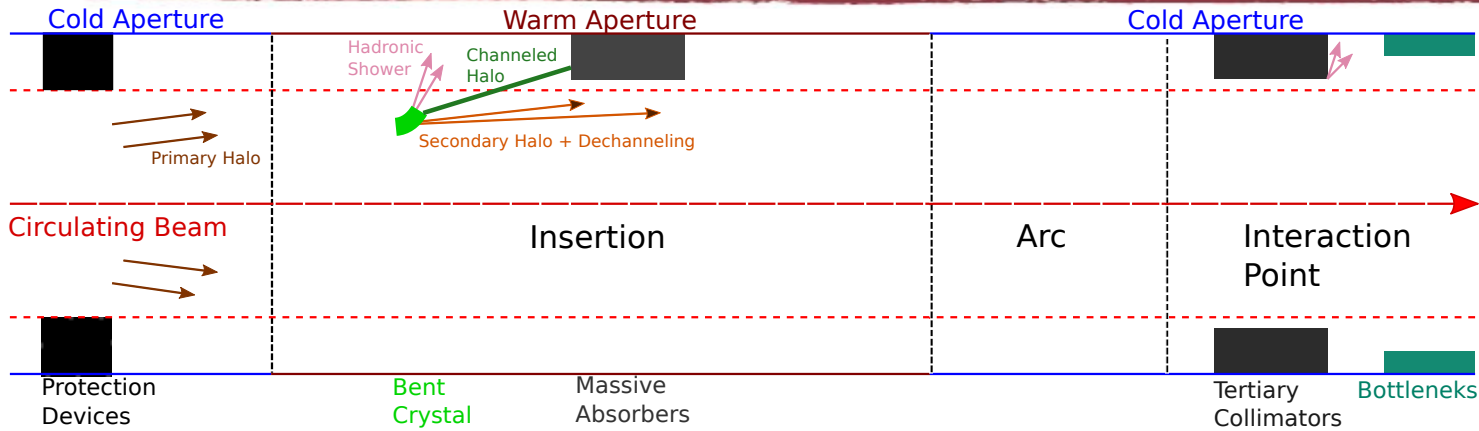 Cold Aperture
Warm Aperture
Cold Aperture
Hadronic
Shower
Channeled
Halo
Primary Halo
Secondary Halo + Dechanneling
Circulating Beam
Insertion
Arc
Interaction
Point
Protection
Devices
Bent
Crystal
Massive
Absorbers
Tertiary
Collimators
Bottleneks